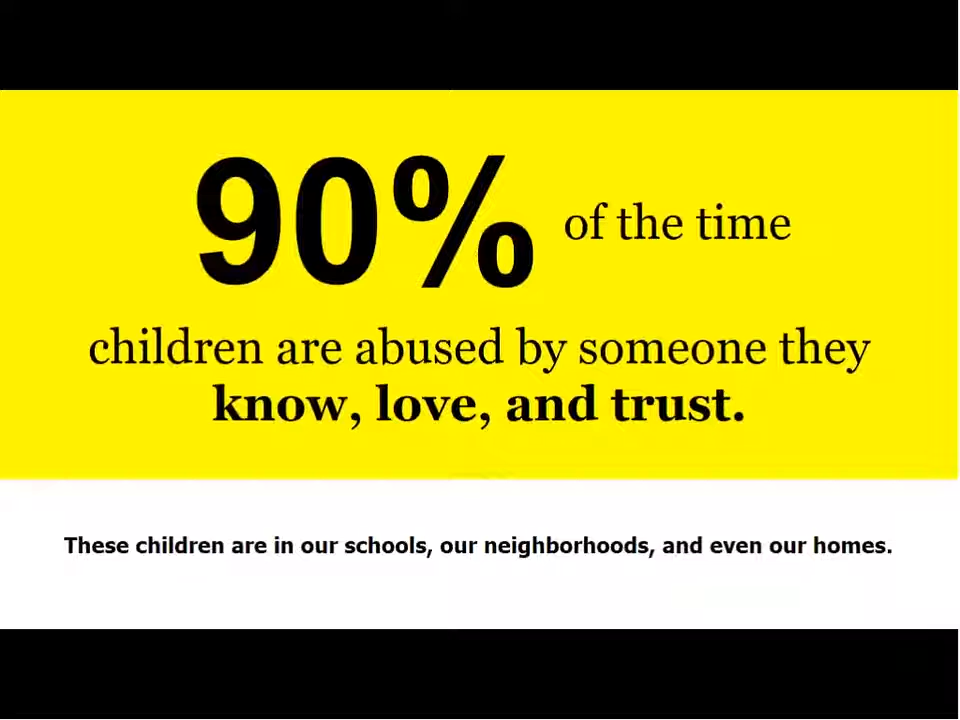 90% of the time
children are abused by someone they
know, love, and trust.
These children are in our schools, our neighborhoods, and even our homes.